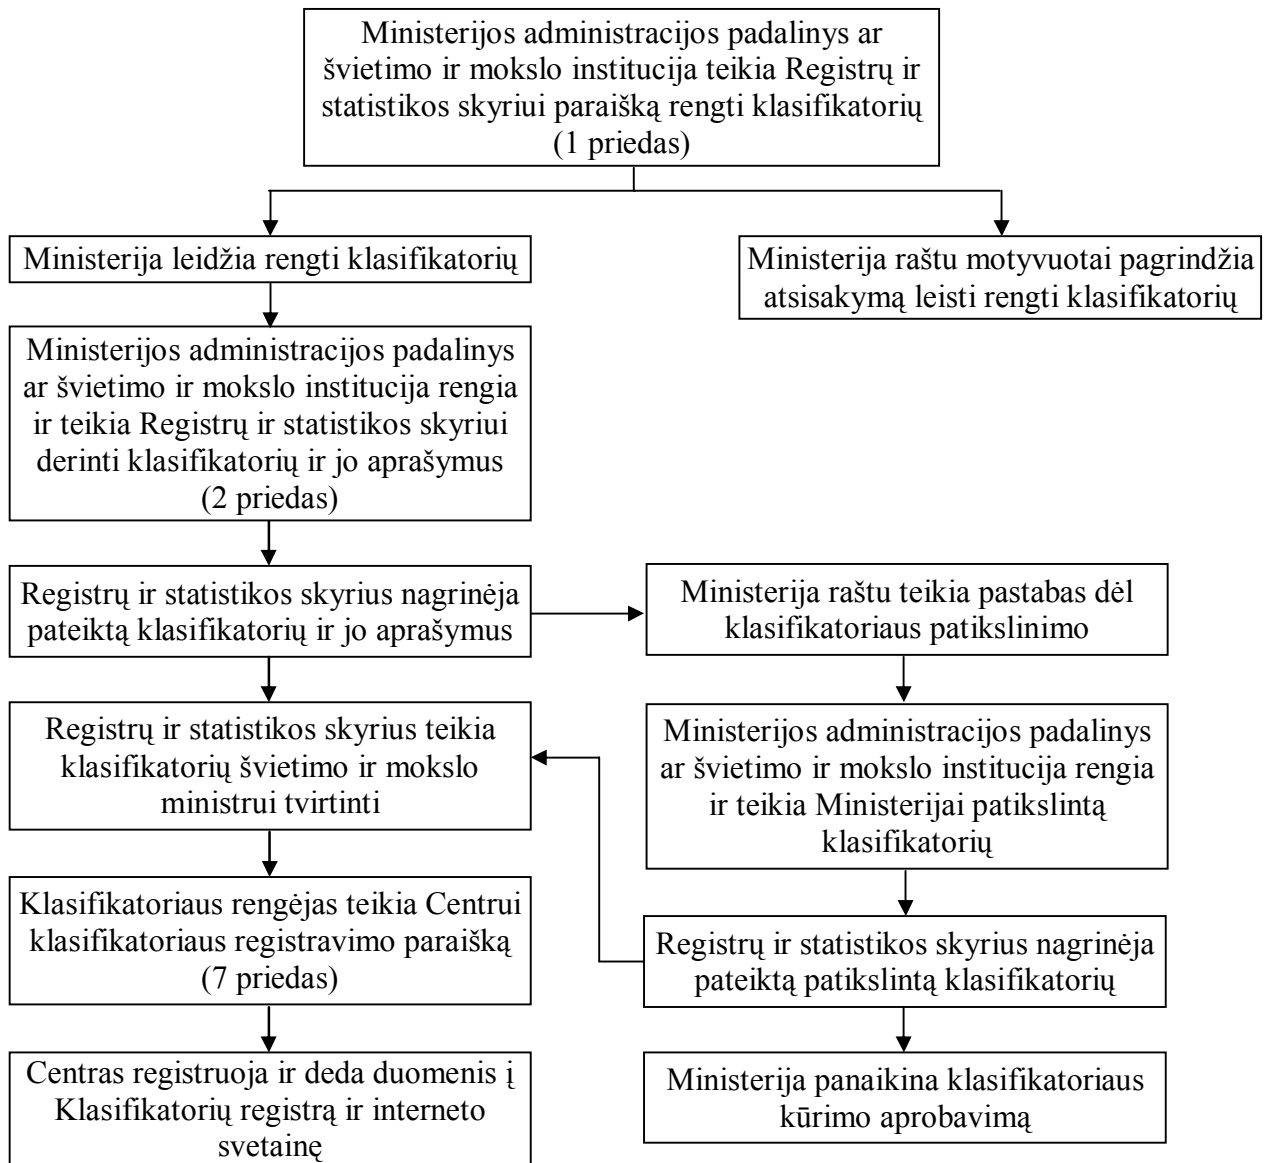 Ministerijos administracijos padalinys ar
švietimo ir mokslo institucija teikia Registrų ir
statistikos skyriui paraišką rengti klasifikatorių
(1 priedas)
Ministerija leidžia rengti klasifikatorių
Ministerija raštu motyvuotai pagrindžia
atsisakymą leisti rengti klasifikatorių
Ministerijos administracijos padalinys
ar švietimo ir mokslo institucija rengia
ir teikia Registrų ir statistikos skyriui
derinti klasifikatorių ir jo aprašymus
(2 priedas)
Registrų ir statistikos skyrius nagrinėja
pateiktą klasifikatorių ir jo aprašymus
Ministerija raštu teikia pastabas dėl
klasifikatoriaus patikslinimo
Registrų ir statistikos skyrius teikia
klasifikatorių švietimo ir mokslo
ministrui tvirtinti
Ministerijos administracijos padalinys
ar švietimo ir mokslo institucija rengia
ir teikia Ministerijai patikslintą
klasifikatorių
Klasifikatoriaus rengėjas teikia Centrui
klasifikatoriaus registravimo paraišką
(7 priedas)
Registrų ir statistikos skyrius nagrinėja
pateiktą patikslintą klasifikatorių
Centras registruoja ir deda duomenis į
Klasifikatorių registrą ir interneto
svetainę
Ministerija panaikina klasifikatoriaus
kūrimo aprobavimą